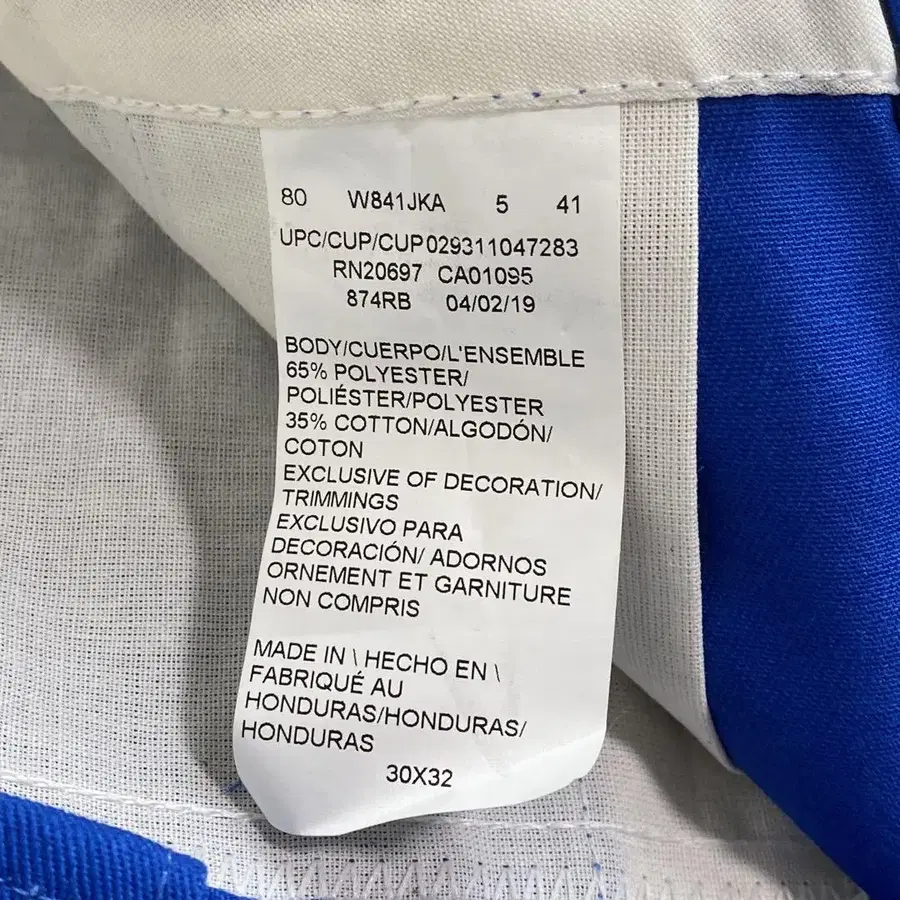 80 W841JKA 5 41
UPC/CUP/CUP029311047283
RN20697 CA01095
874RB 04/02/19
BODY/CUERPO/L'ENSEMBLE
65% POLYESTER/
POLIÉSTER/POLYESTER
35% COTTON/ALGODÓN/
COTON
EXCLUSIVE OF DECORATION/
TRIMMINGS
EXCLUSIVO PARA
DECORACIÓN/ ADORNOS
ORNEMENT ET GARNITURE
NON COMPRIS
MADE IN \ HECHO EN \
FABRIQUÉ AU
HONDURAS/HONDURAS/
HONDURAS
30X32